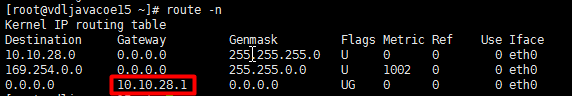 [root@vdljavacoe15 ~]# route -n
Kernel IP routing table
Destination Gateway Genmask Flags Metric Ref Use Iface
10.10.28.0 0.0.0.0 255.255.255.0 U 0 0 0 eth0
169.254.0.0 0.0.0.0 255.255.0.0 U 1002 0 0 eth0
0.0.0.0 10.10.28.1 0.0.0.0 UG 0 0 0 eth0